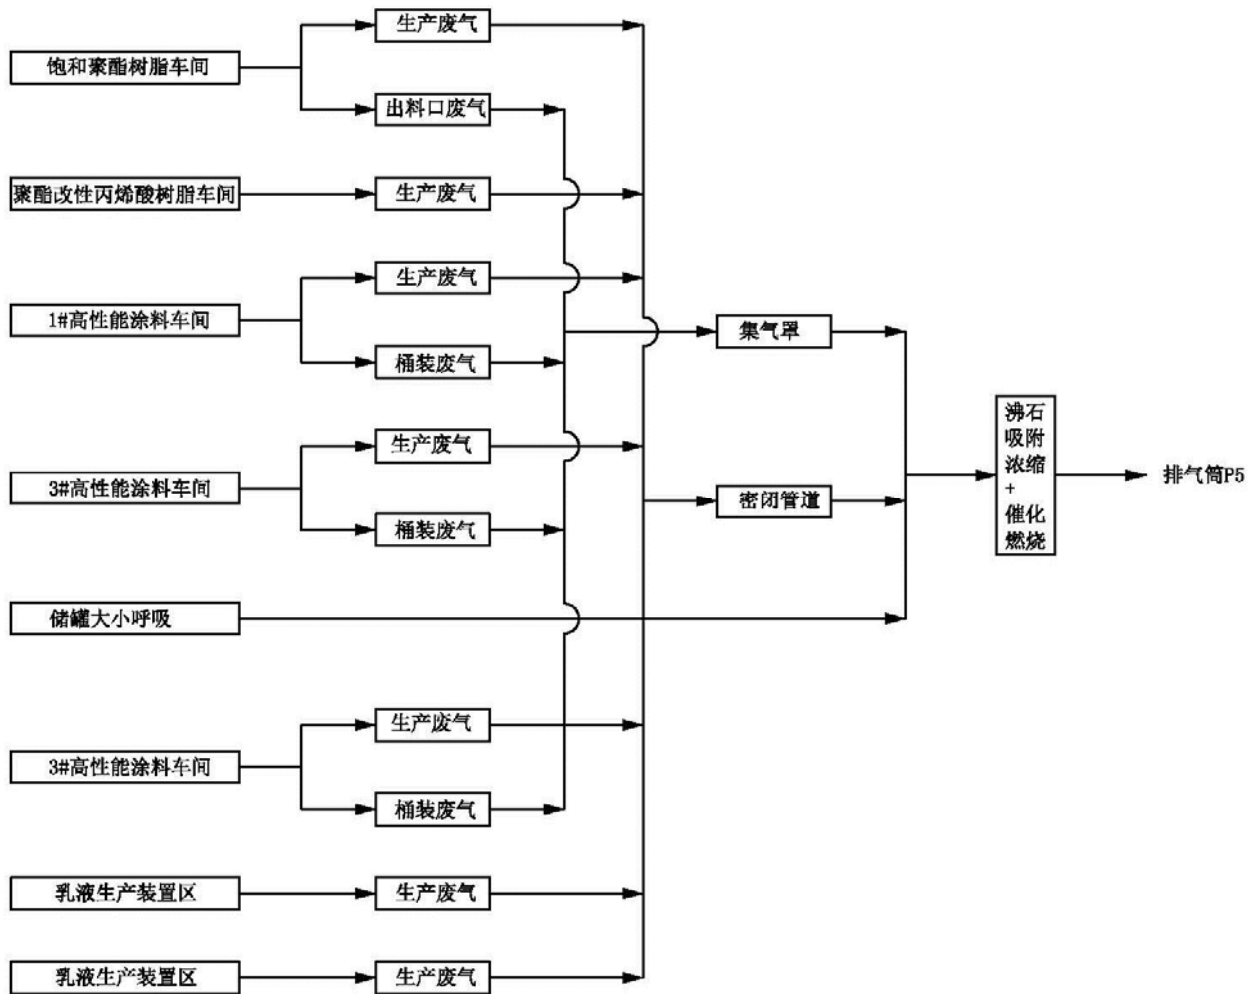 生产废气
饱和聚酯树脂车间
出料口废气
聚酯改性丙烯酸树脂车间
生产废气
生产废气
1#高性能涂料车间
集气罩
桶装废气
生产废气
3#高性能涂料车间
桶装废气
密闭管道
沸石
吸附
浓缩
+
催化
燃烧
排气筒P5
储罐大小呼吸
生产废气
3#高性能涂料车间
桶装废气
乳液生产装置区
生产废气
乳液生产装置区
生产废气